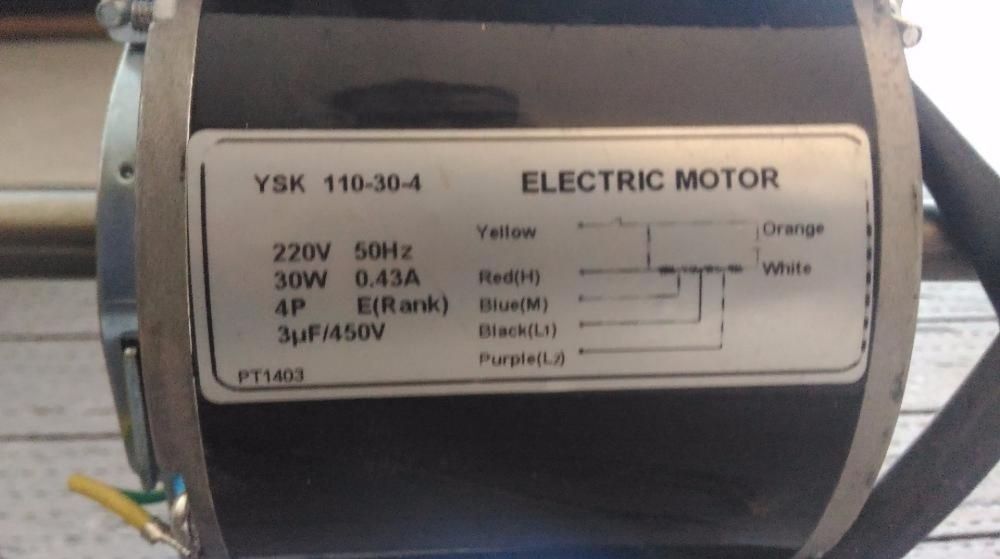 YSK 110-30-4 ELECTRIC MOTOR
Yellow Orange
220V 50Hz
White
30W 0.43A Red(H)
4P E(Rank) Blue(M)
3µF/450V Black(L1)
Purple(L2)
PT1403